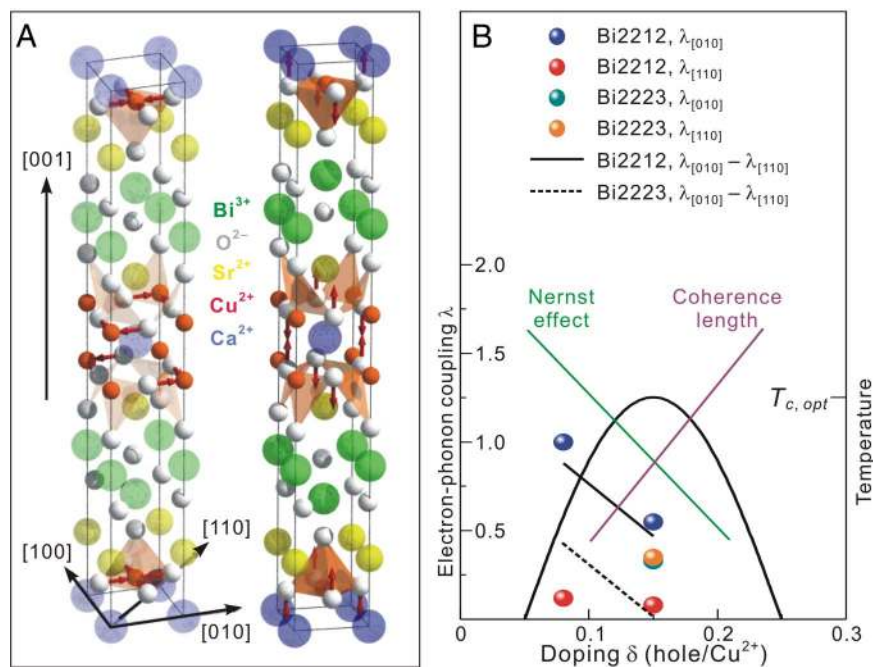 A
[001]
Bi³⁺
O²⁻
Sr²⁺
Cu²⁺
Ca²⁺
[100]
[110]
[010]
B
Bi2212, λ[010]
Bi2212, λ[110]
Bi2223, λ[010]
Bi2223, λ[110]
Bi2212, λ[010] – λ[110]
Bi2223, λ[010] – λ[110]
Electron-phonon coupling λ
2.0
1.5
1.0
0.5
Nernst
effect
Coherence
length
Tc, opt
Temperature
0
0.1
0.2
0.3
Doping δ (hole/Cu²⁺)